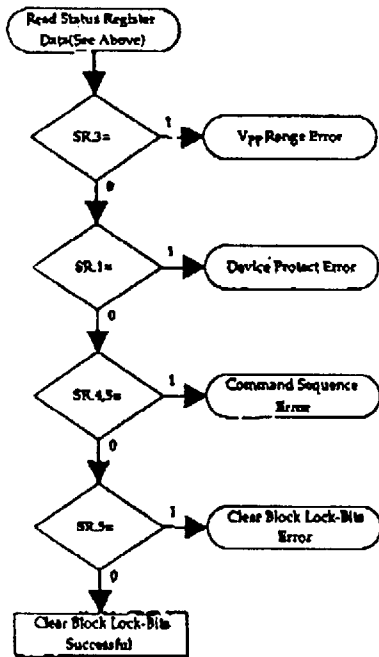 Read Status Register
Data(See Above)
SR.3=
1
V_PP Range Error
0
SR.1=
1
Device Protect Error
0
SR.4,5=
1
Command Sequence
Error
0
SR.5=
1
Clear Block Lock-Bits
Error
0
Clear Block Lock-Bits
Successful